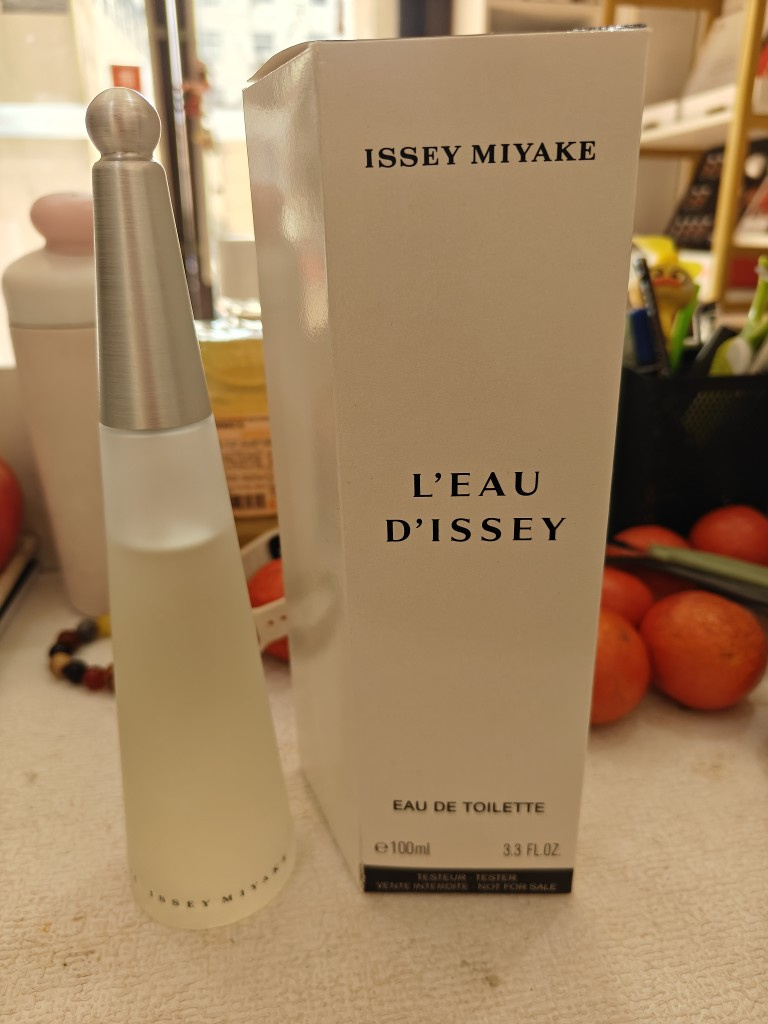 ISSEY MIYAKE
L'EAU
D'ISSEY
EAU DE TOILETTE
℮100ml 3.3 FL.OZ.
TESTEUR · TESTER
VENTE INTERDITE · NOT FOR SALE
ISSEY MIYAKE